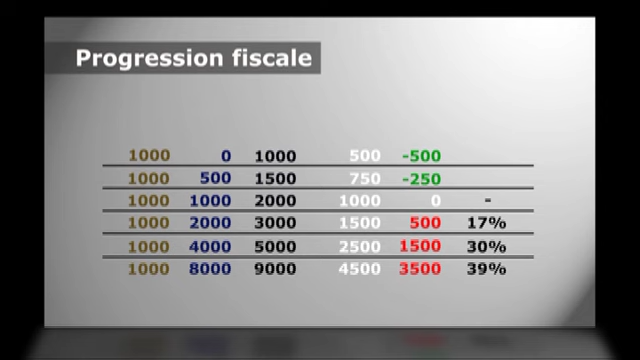 Progression fiscale
1000 0 1000 500 -500
1000 500 1500 750 -250
1000 1000 2000 1000 0 -
1000 2000 3000 1500 500 17%
1000 4000 5000 2500 1500 30%
1000 8000 9000 4500 3500 39%